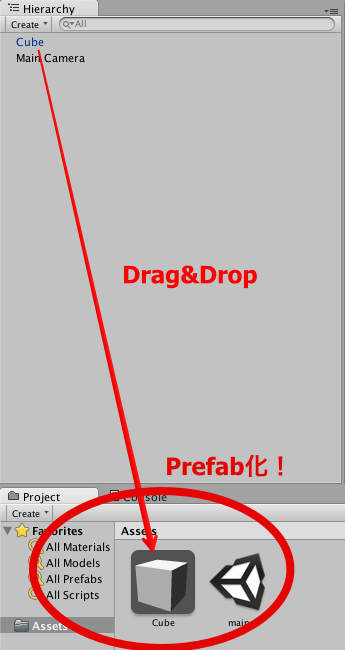 Hierarchy
Create
All
Cube
Main Camera
Drag&Drop
Prefab化！
Project
Console
Create
Favorites
All Materials
All Models
All Prefabs
All Scripts
Assets
Assets
Cube
main